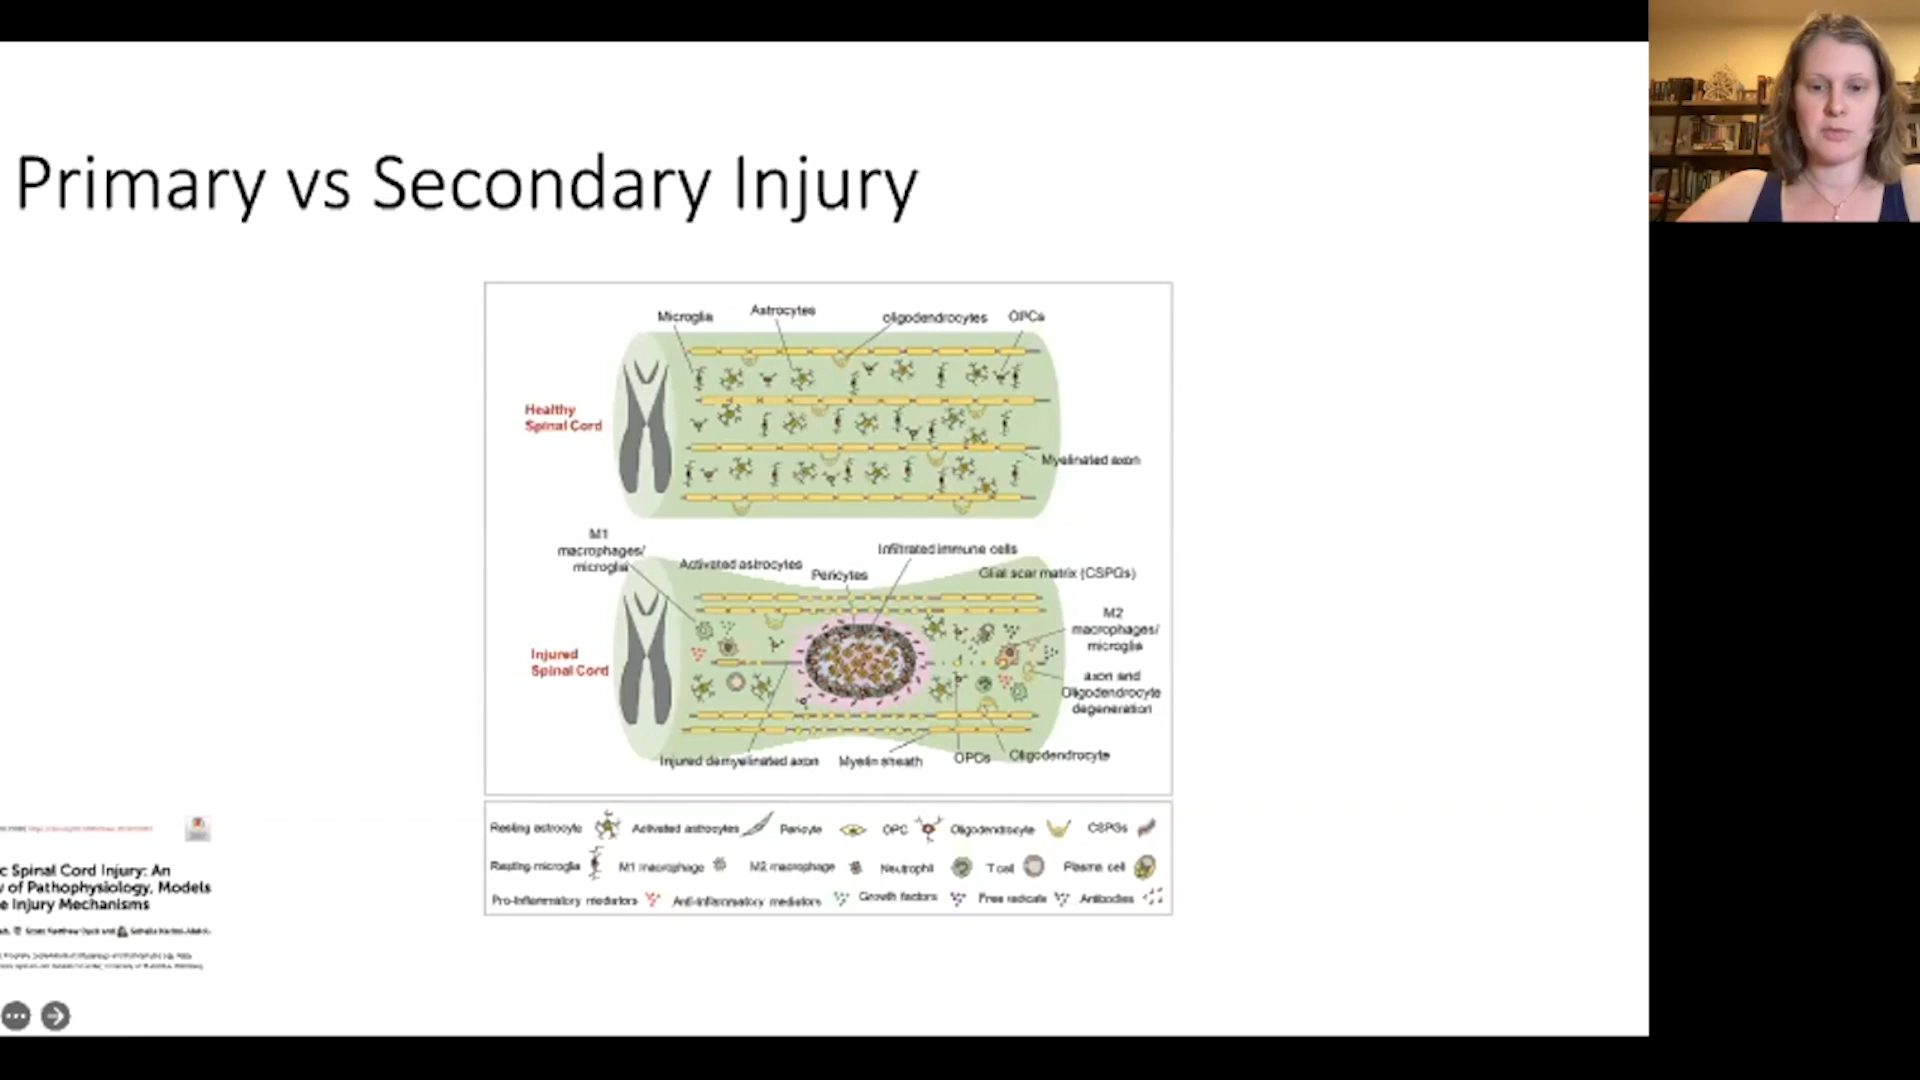 Primary vs Secondary Injury
Microglia
Astrocytes
oligodendrocytes
OPCs
Healthy
Spinal Cord
Myelinated axon
M1
macrophages/
microglia
Activated astrocytes
Pericytes
Infiltrated immune cells
Glial scar matrix (CSPGs)
M2
macrophages/
microglia
Injured
Spinal Cord
axon and
Oligodendrocyte
degeneration
Injured demyelinated axon
Myelin sheath
OPCs
Oligodendrocyte
Resting astrocyte
Activated astrocytes
Pericyte
OPC
Oligodendrocyte
CSPGs
Resting microglia
M1 macrophage
M2 macrophage
Neutrophil
T cell
Plasma cell
Pro-inflammatory mediators
Anti-inflammatory mediators
Growth factors
Free radicals
Antibodies
c Spinal Cord Injury: An
y of Pathophysiology, Models
e Injury Mechanisms